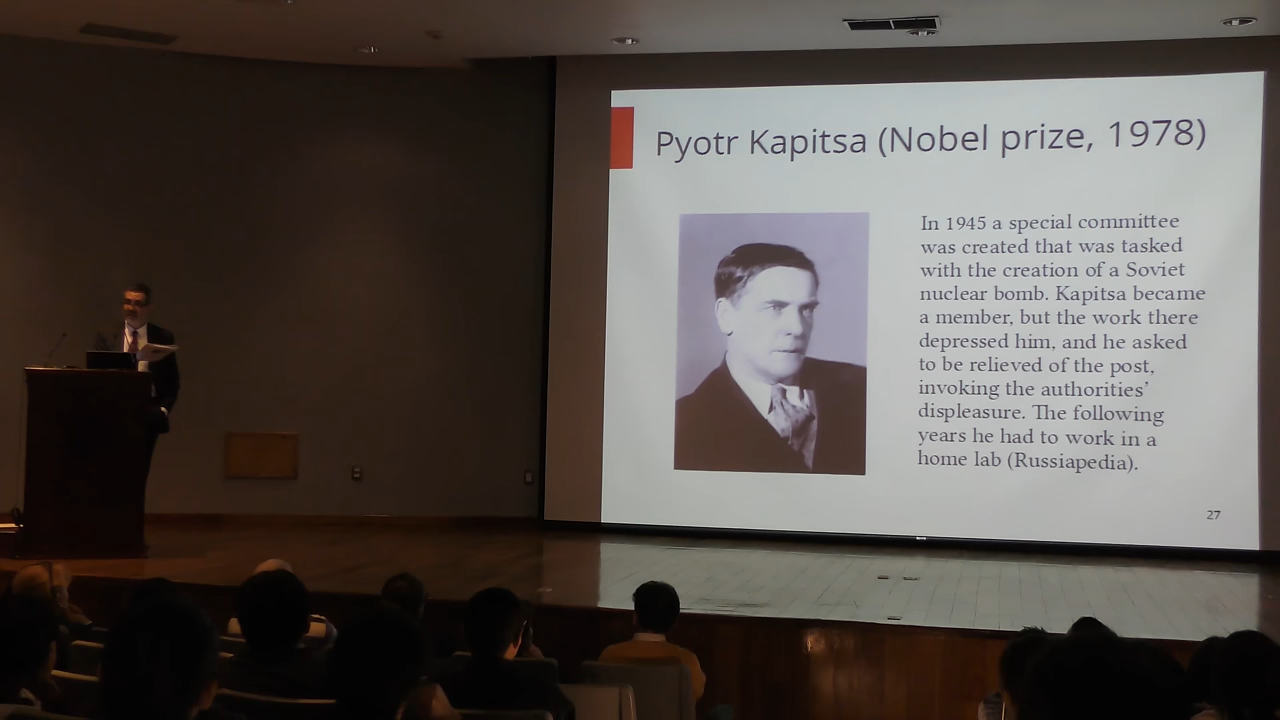 Pyotr Kapitsa (Nobel prize, 1978)
In 1945 a special committee
was created that was tasked
with the creation of a Soviet
nuclear bomb. Kapitsa became
a member, but the work there
depressed him, and he asked
to be relieved of the post,
invoking the authorities’
displeasure. The following
years he had to work in a
home lab (Russiapedia).
27